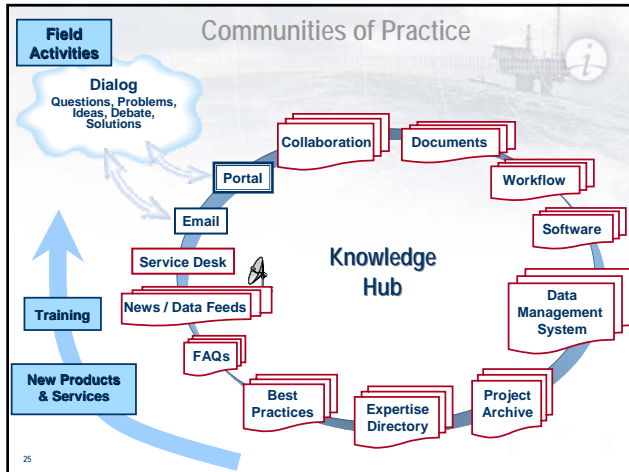 Communities of Practice
Field
Activities
Dialog
Questions, Problems,
Ideas, Debate,
Solutions
Collaboration
Documents
Portal
Workflow
Email
Software
Service Desk
Knowledge
Hub
News / Data Feeds
Data
Management
System
Training
FAQs
New Products
& Services
Best
Practices
Expertise
Directory
Project
Archive
25
i